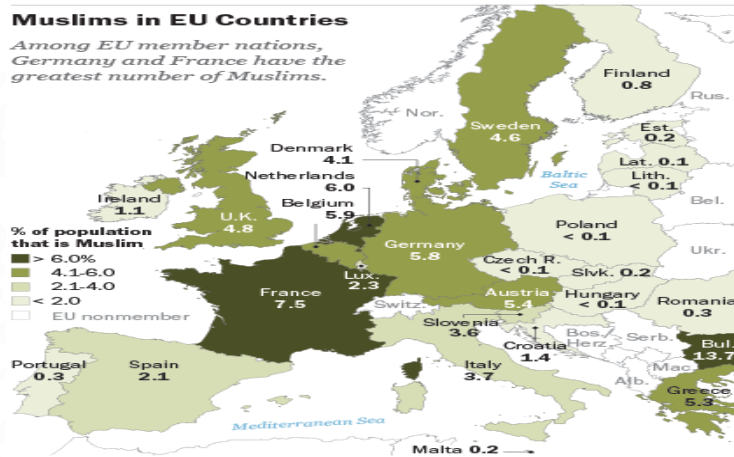 Muslims in EU Countries
Among EU member nations,
Germany and France have the
greatest number of Muslims.
Finland
0.8
Rus.
Nor.
Sweden
4.6
Est.
0.2
Lat. 0.1
Lith.
< 0.1
Baltic
Sea
Denmark
4.1
Netherlands
6.0
Belgium
5.9
Ireland
1.1
U.K.
4.8
Bel.
% of population
that is Muslim
> 6.0%
4.1-6.0
2.1-4.0
< 2.0
EU nonmember
Germany
5.8
Poland
< 0.1
Ukr.
Czech R.
< 0.1
Slvk. 0.2
Lux.
2.3
France
7.5
Austria
5.4
Hungary
< 0.1
Romania
0.3
Switz.
Slovenia
3.6
Croatia
1.4
Bos./
Herz.
Serb.
Bul.
13.7
Mac.
Alb.
Greece
5.3
Portugal
0.3
Spain
2.1
Italy
3.7
Mediterranean Sea
Malta 0.2